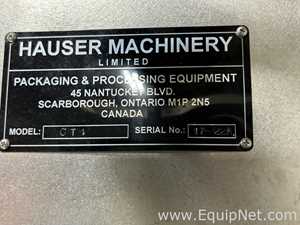 HAUSER MACHINERY
LIMITED
PACKAGING & PROCESSING EQUIPMENT
45 NANTUCKET BLVD.
SCARBOROUGH, ONTARIO M1P 2N5
CANADA
MODEL: SERIAL No.:
www.EquipNet.com